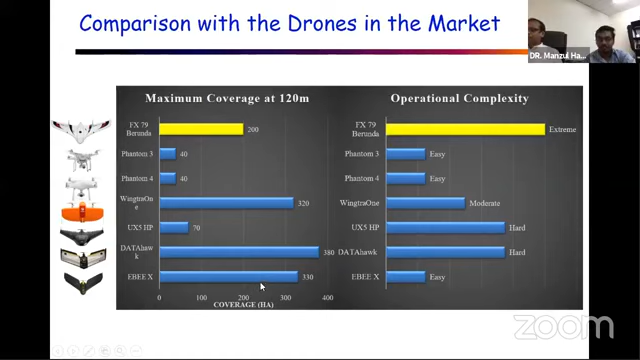 Comparison with the Drones in the Market
DR. Manzul Ha...
Maximum Coverage at 120m
FX 79
Berunda
200
Phantom 3
40
Phantom 4
40
WingtraOn
e
320
UX5 HP
70
DATAhaw
k
380
EBEE X
330
0
100
200
300
400
COVERAGE (HA)
Operational Complexity
FX 79
Berunda
Extreme
Phantom 3
Easy
Phantom 4
Easy
WingtraOne
Moderate
UX5 HP
Hard
DATAhawk
Hard
EBEE X
Easy
zoom